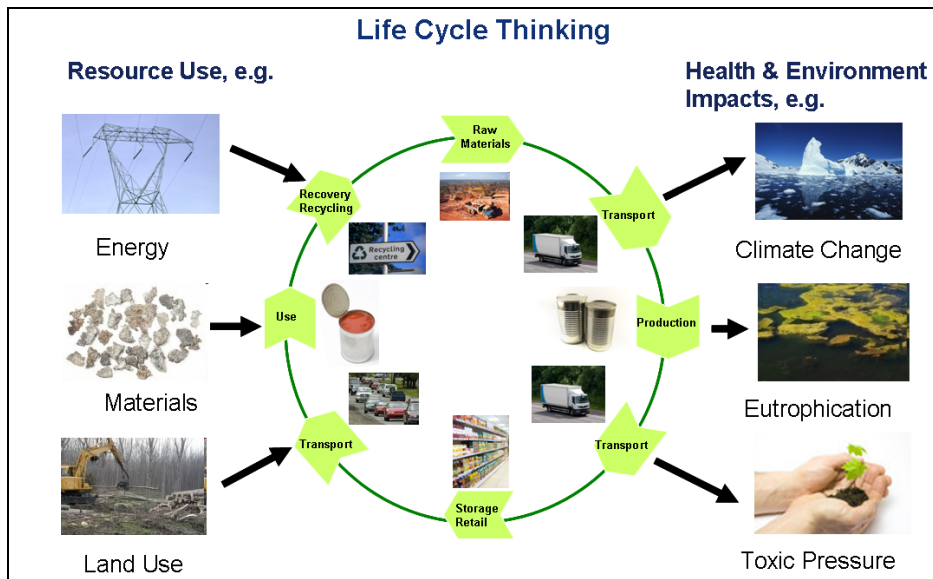 Life Cycle Thinking
Resource Use, e.g.
Health & Environment
Impacts, e.g.
Raw
Materials
Recovery
Recycling
Transport
Recycling
centre
Energy
Climate Change
Use
Production
Materials
Eutrophication
Transport
Transport
Storage
Retail
Land Use
Toxic Pressure